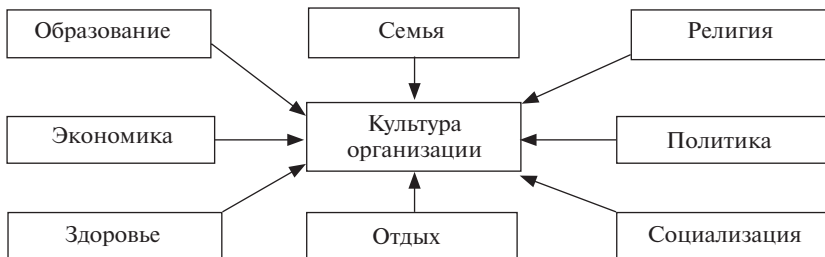 Образование
Семья
Религия
Экономика
Культура
организации
Политика
Здоровье
Отдых
Социализация